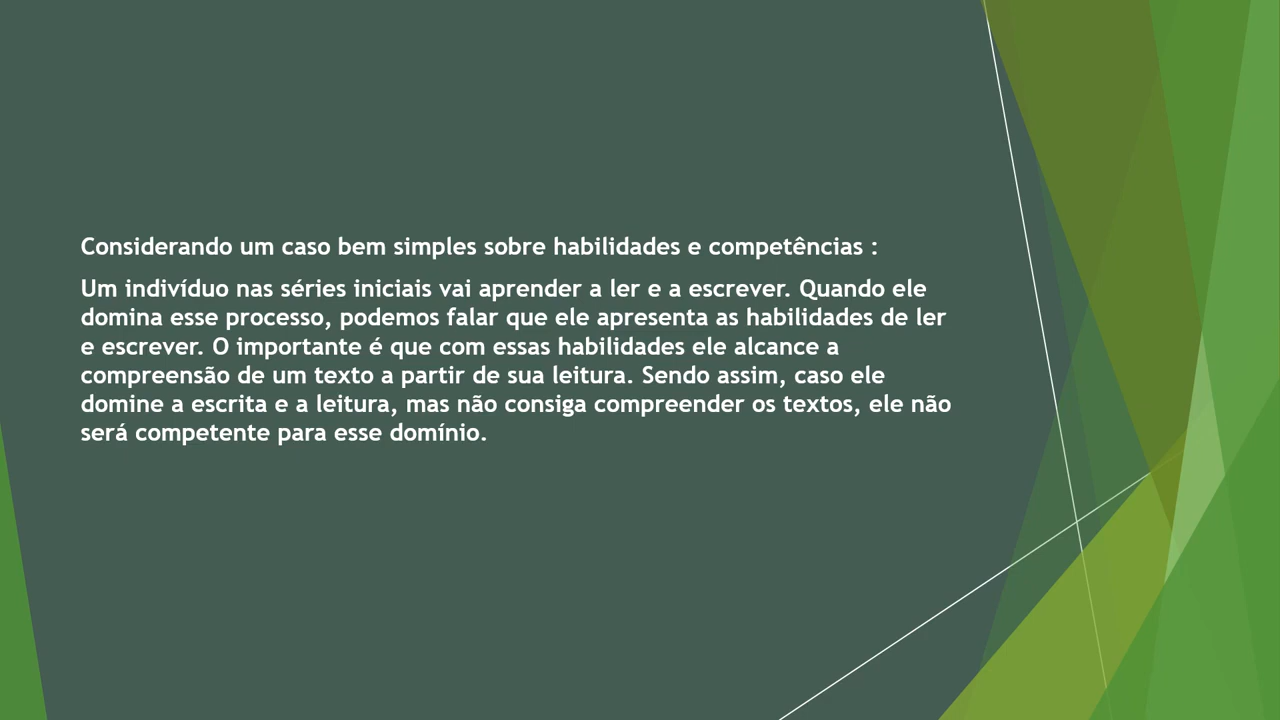 Considerando um caso bem simples sobre habilidades e competências :
Um indivíduo nas séries iniciais vai aprender a ler e a escrever. Quando ele
domina esse processo, podemos falar que ele apresenta as habilidades de ler
e escrever. O importante é que com essas habilidades ele alcance a
compreensão de um texto a partir de sua leitura. Sendo assim, caso ele
domine a escrita e a leitura, mas não consiga compreender os textos, ele não
será competente para esse domínio.